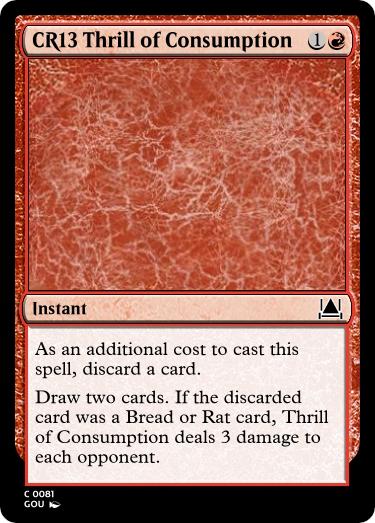 CR13 Thrill of Consumption 1
Instant
As an additional cost to cast this
spell, discard a card.
Draw two cards. If the discarded
card was a Bread or Rat card, Thrill
of Consumption deals 3 damage to
each opponent.
C 0081
GOU